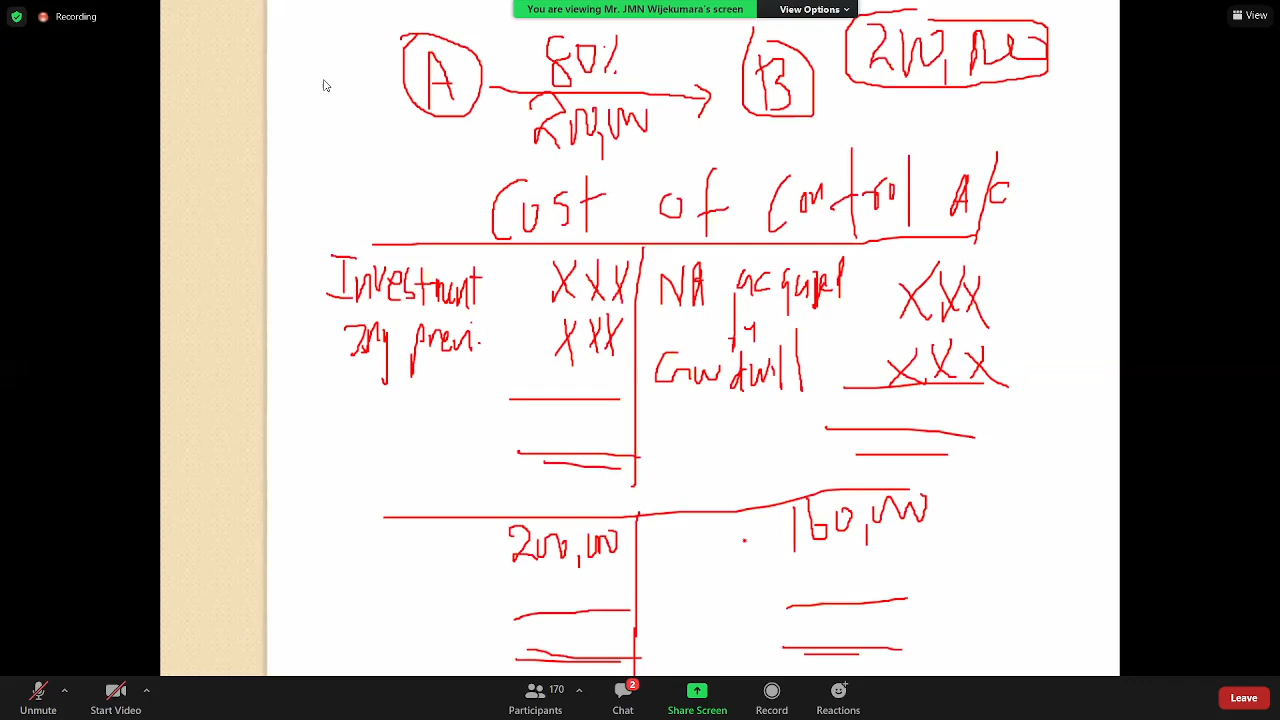 Recording
You are viewing Mr. JMN Wijekumara's screen
View Options
View
A 80% B 200,000
200,000
Cost of Control A/C
Investment XXX NA acquired XXX
Any previ. XXX
Goodwill XXX
200,000 160,000
Unmute
Start Video
170
Participants
2
Chat
Share Screen
Record
Reactions
Leave